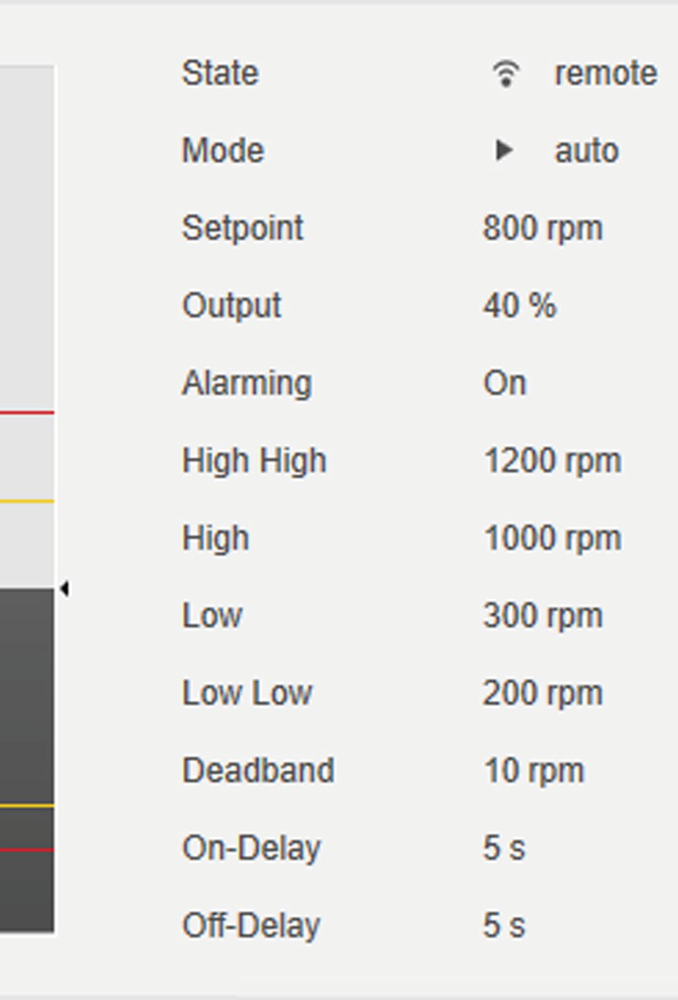 State remote
Mode auto
Setpoint 800 rpm
Output 40 %
Alarming On
High High 1200 rpm
High 1000 rpm
Low 300 rpm
Low Low 200 rpm
Deadband 10 rpm
On-Delay 5 s
Off-Delay 5 s